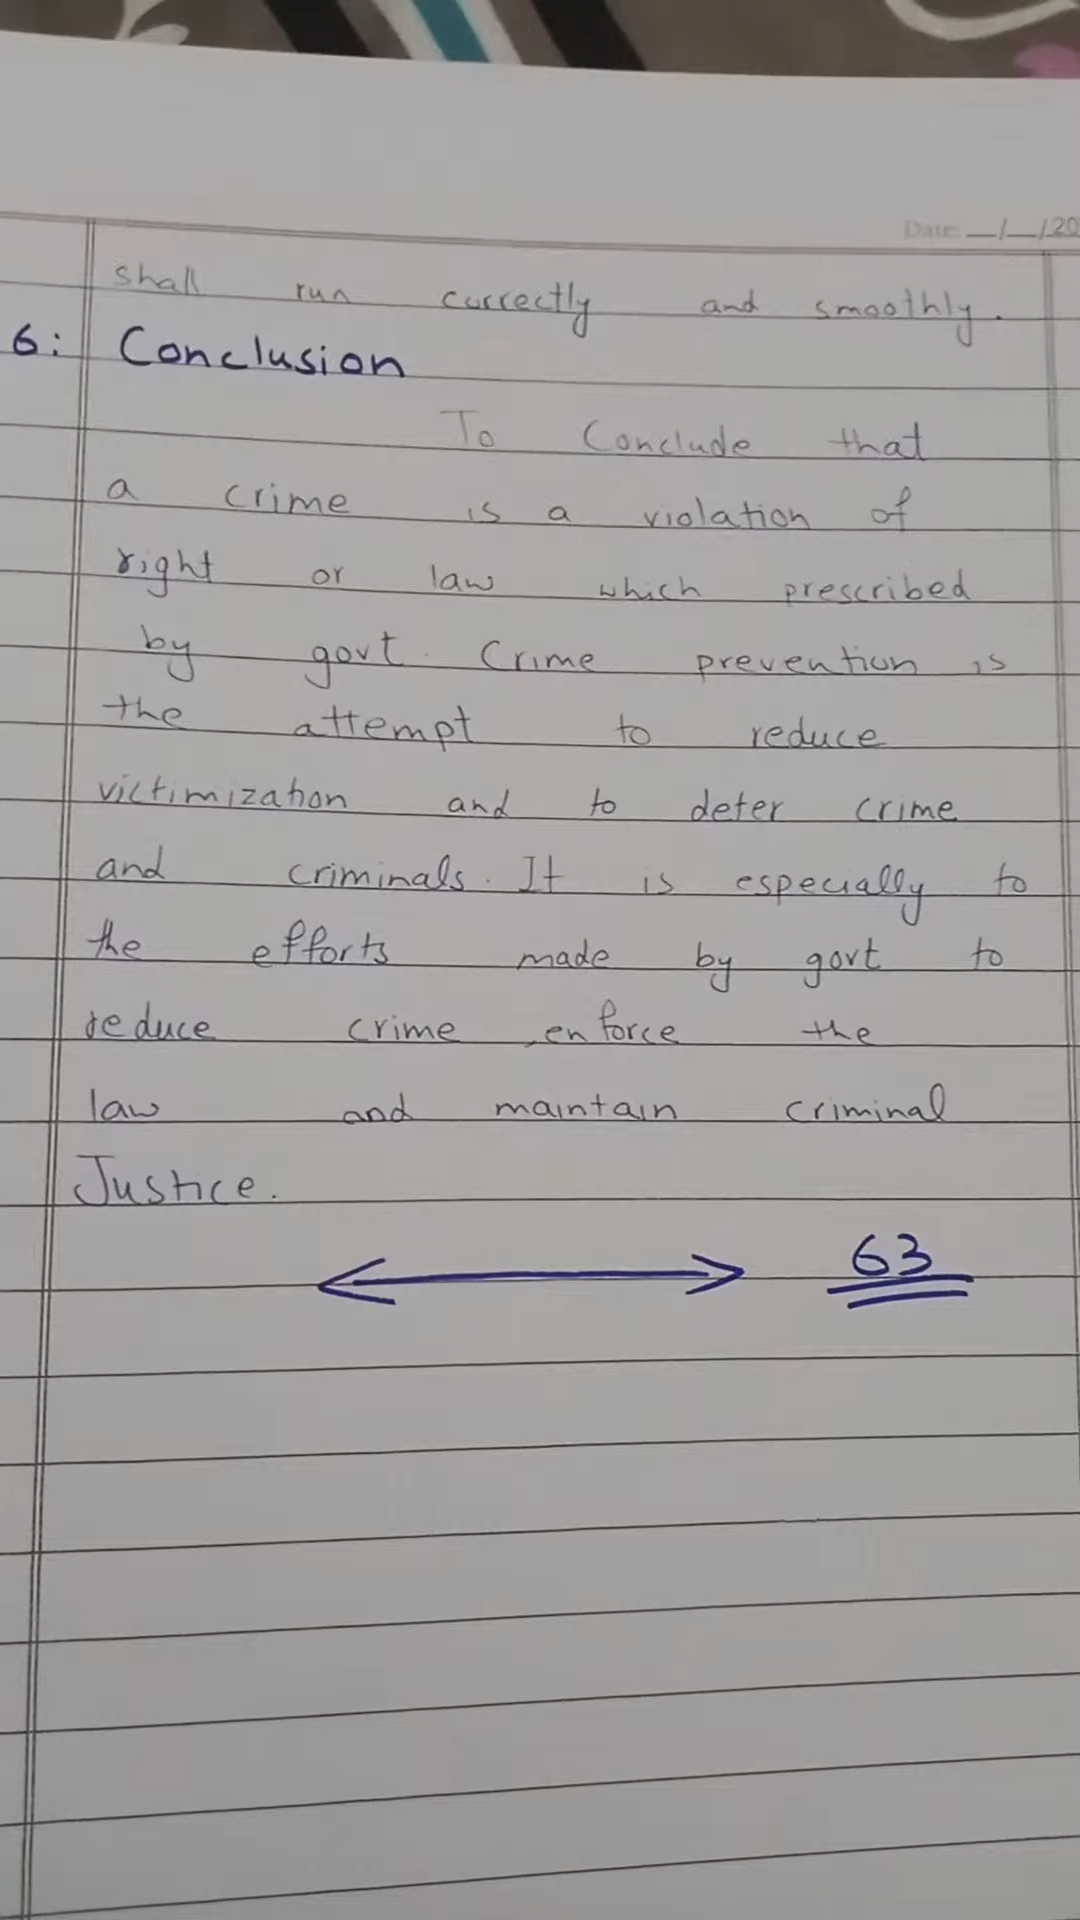 Date __/__/20
shall run currectly and smoothly.
6: Conclusion
To Conclude that
a crime is a violation of
right or law which prescribed
by govt. Crime prevention is
the attempt to reduce
victimization and to deter crime
and criminals. It is especially to
the efforts made by govt to
reduce crime, enforce the
law and maintain criminal
Justice.
63